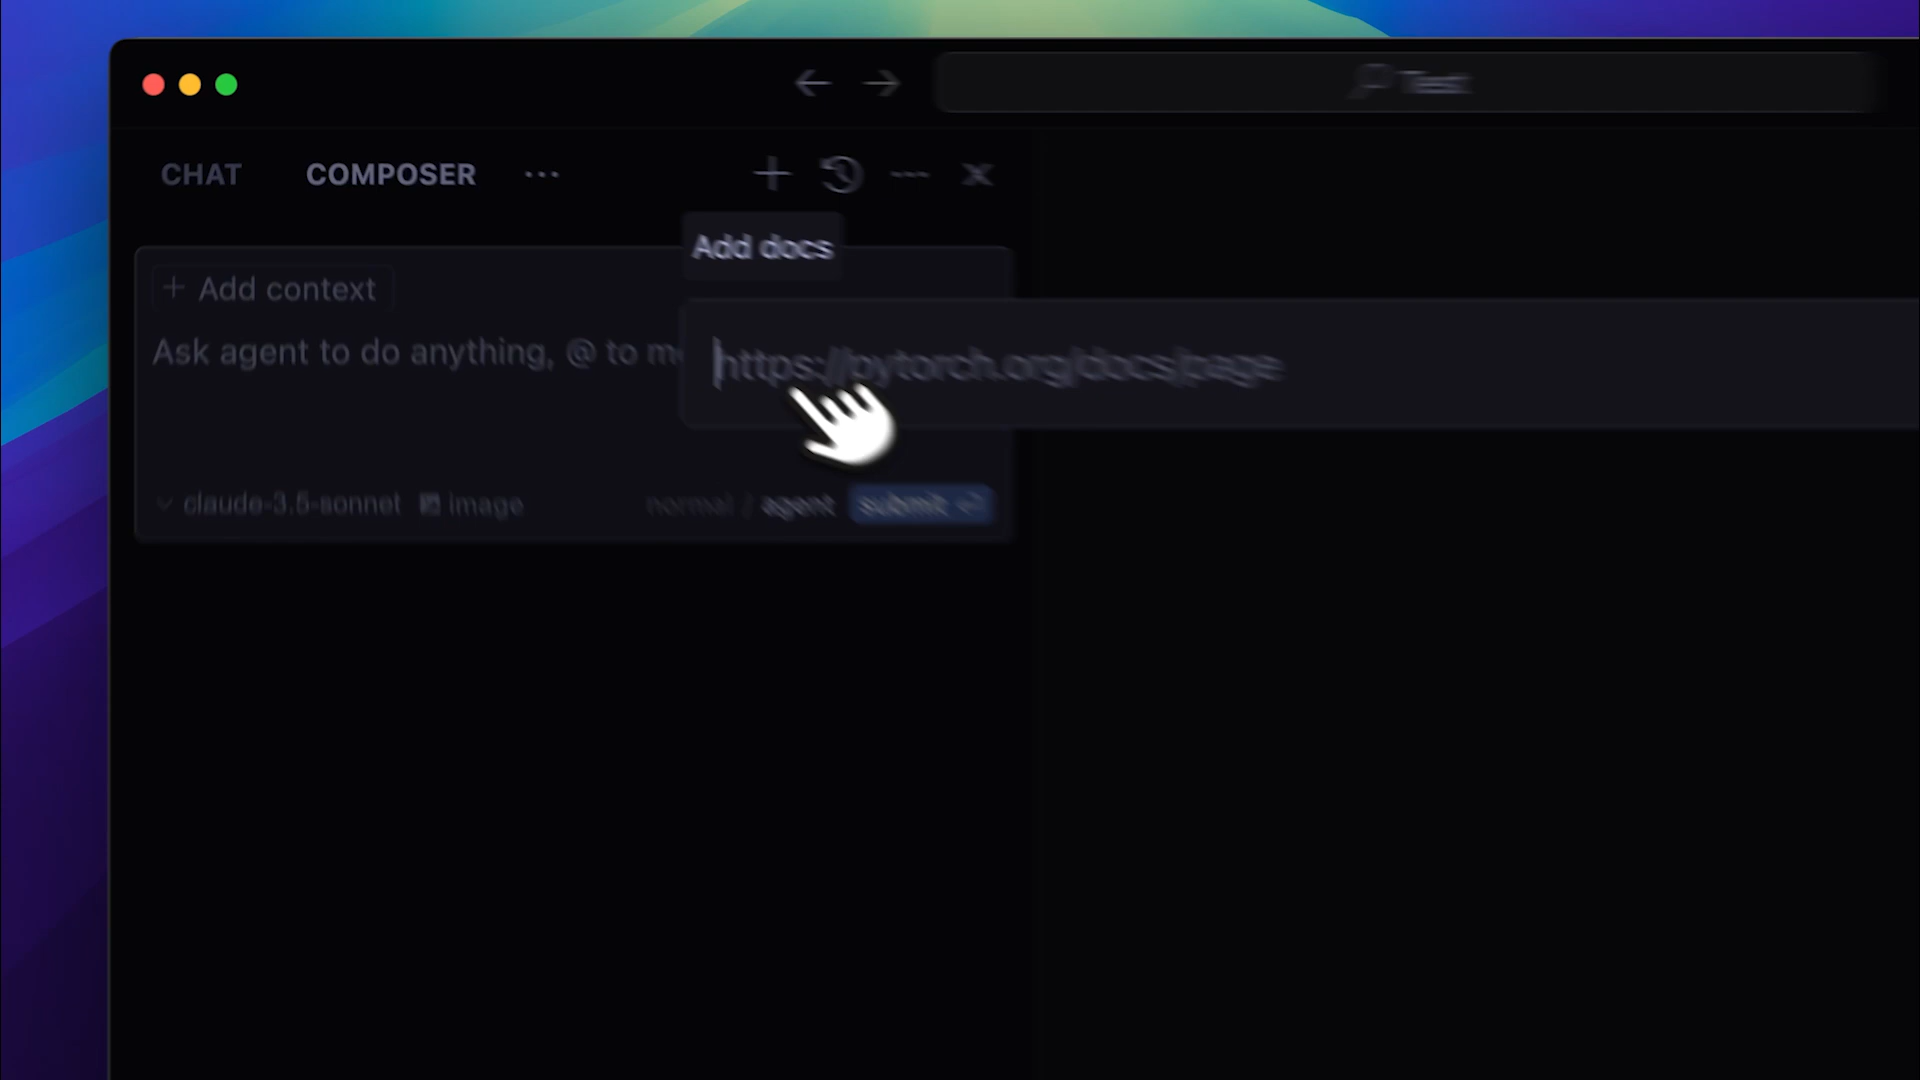 Test
CHAT COMPOSER ...
Add docs
+ Add context
https://pytorch.org/docs/page
Ask agent to do anything, @ to m
claude-3.5-sonnet image normal / agent submit